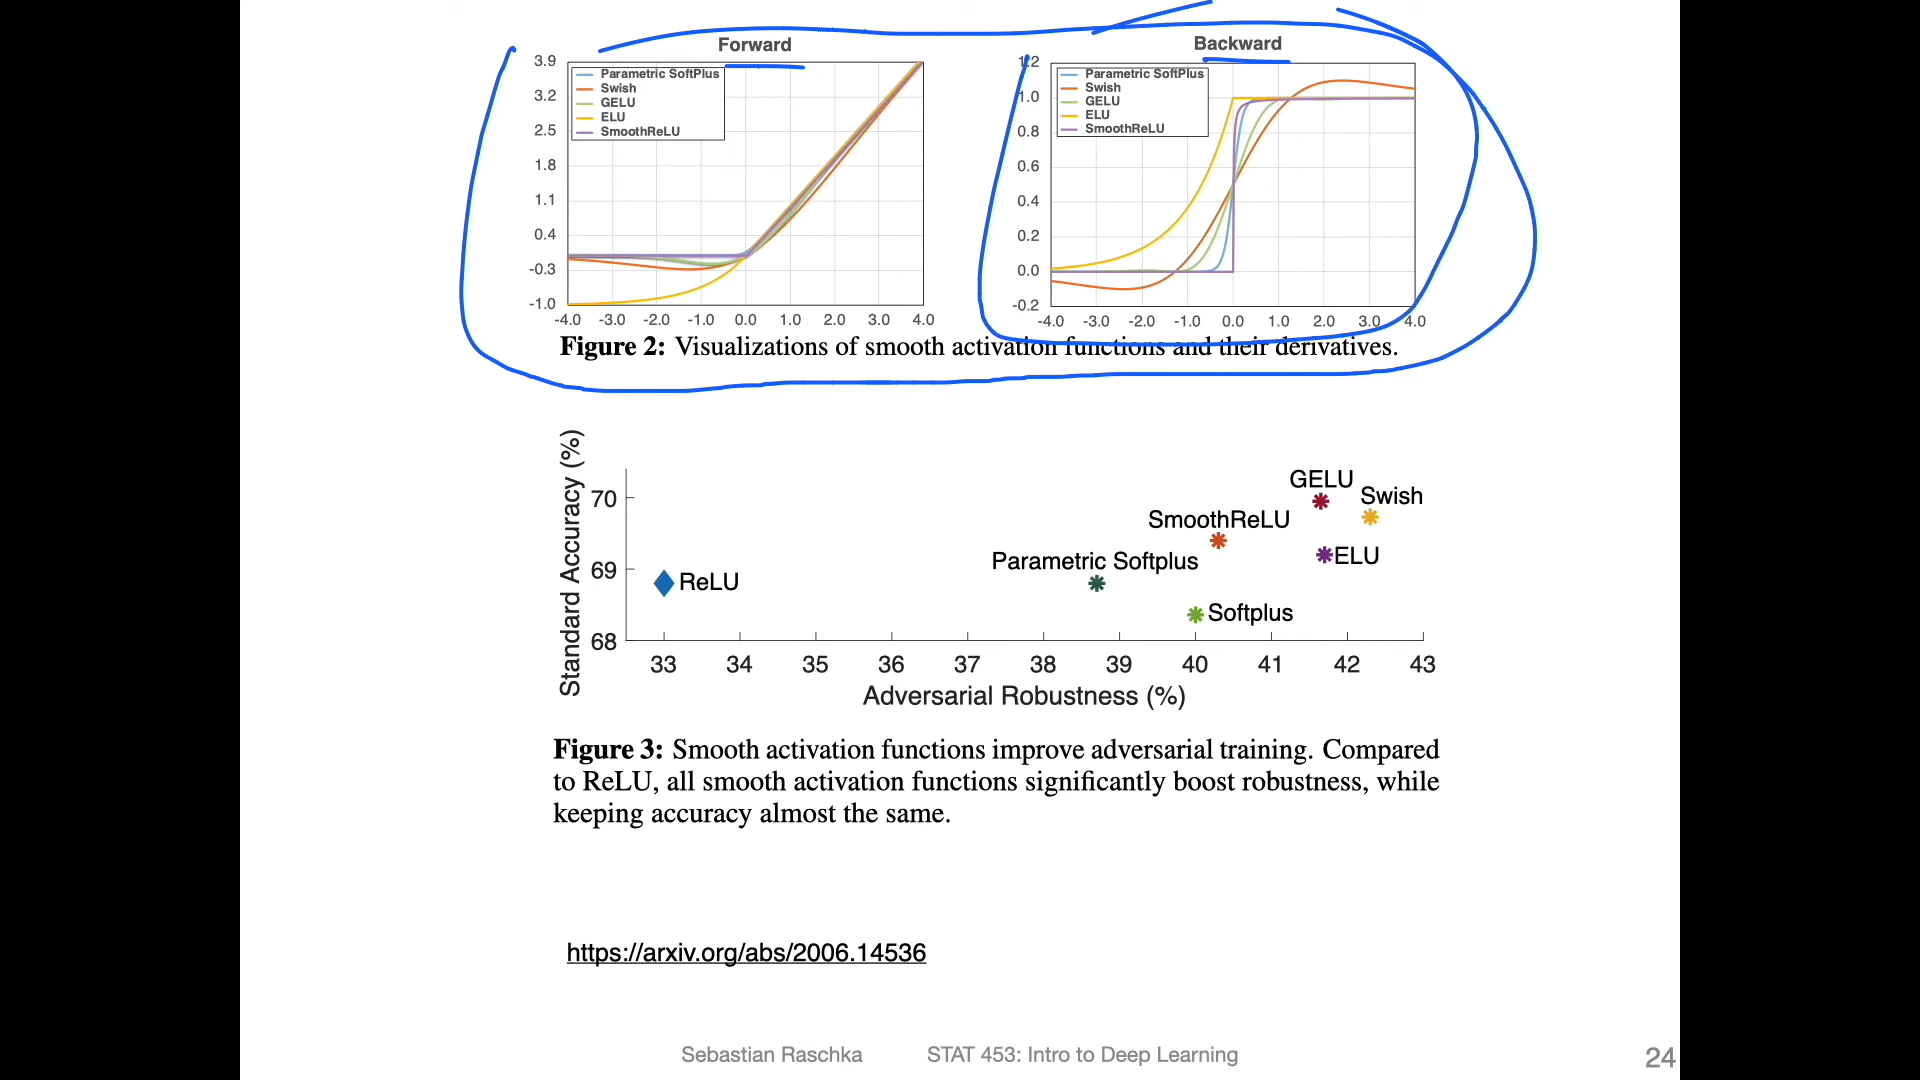 Forward
3.9
3.2
2.5
1.8
1.1
0.4
-0.3
-1.0
Parametric SoftPlus
Swish
GELU
ELU
SmoothReLU
-4.0 -3.0 -2.0 -1.0 0.0 1.0 2.0 3.0 4.0
Backward
1.2
1.0
0.8
0.6
0.4
0.2
0.0
-0.2
Parametric SoftPlus
Swish
GELU
ELU
SmoothReLU
-4.0 -3.0 -2.0 -1.0 0.0 1.0 2.0 3.0 4.0
Figure 2: Visualizations of smooth activation functions and their derivatives.
Standard Accuracy (%)
70
69
68
GELU
Swish
SmoothReLU
Parametric Softplus
ELU
ReLU
Softplus
33 34 35 36 37 38 39 40 41 42 43
Adversarial Robustness (%)
Figure 3: Smooth activation functions improve adversarial training. Compared
to ReLU, all smooth activation functions significantly boost robustness, while
keeping accuracy almost the same.
https://arxiv.org/abs/2006.14536
Sebastian Raschka STAT 453: Intro to Deep Learning 24